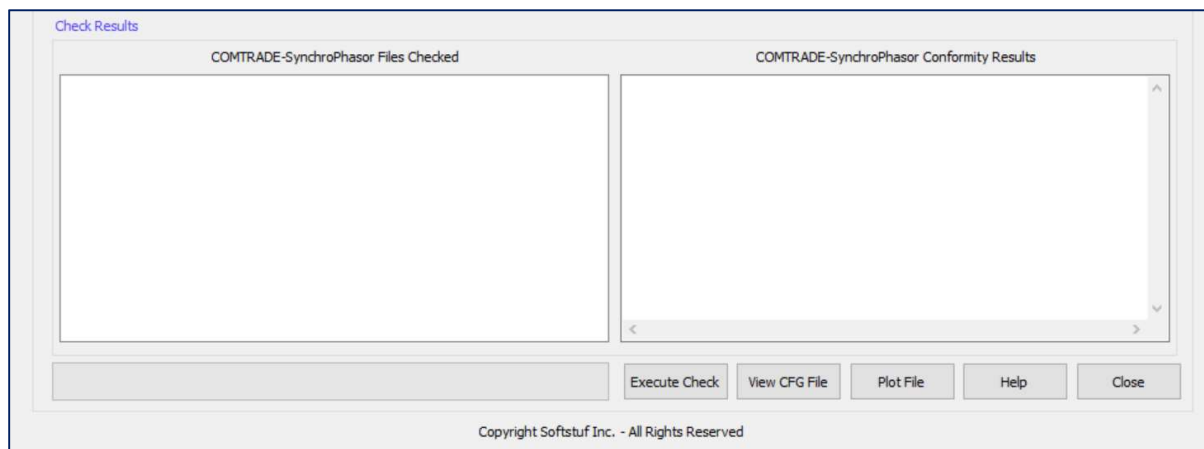 Check Results
COMTRADE-SynchroPhasor Files Checked
COMTRADE-SynchroPhasor Conformity Results
Execute Check
View CFG File
Plot File
Help
Close
Copyright Softstuf Inc. - All Rights Reserved